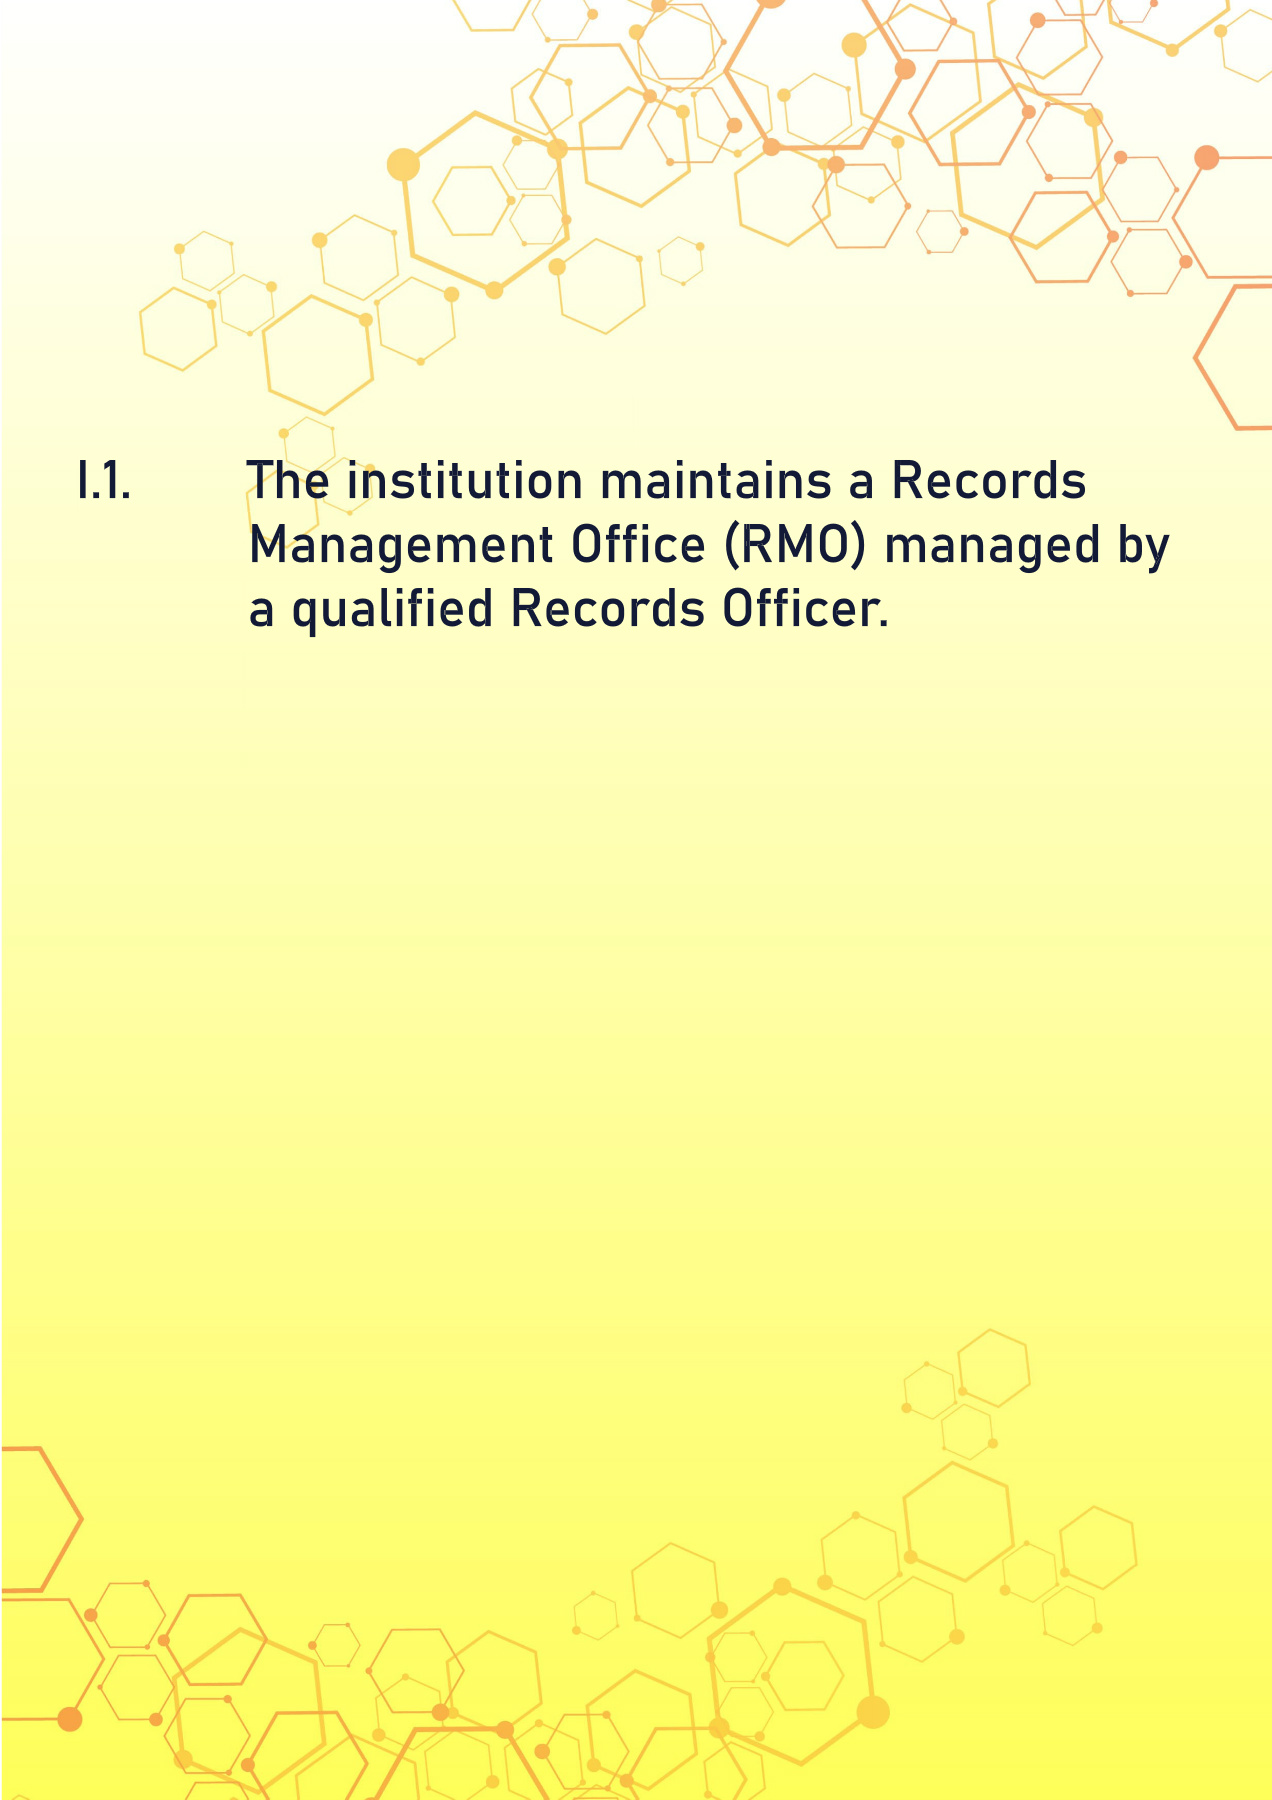 I.1. The institution maintains a Records
Management Office (RMO) managed by
a qualified Records Officer.